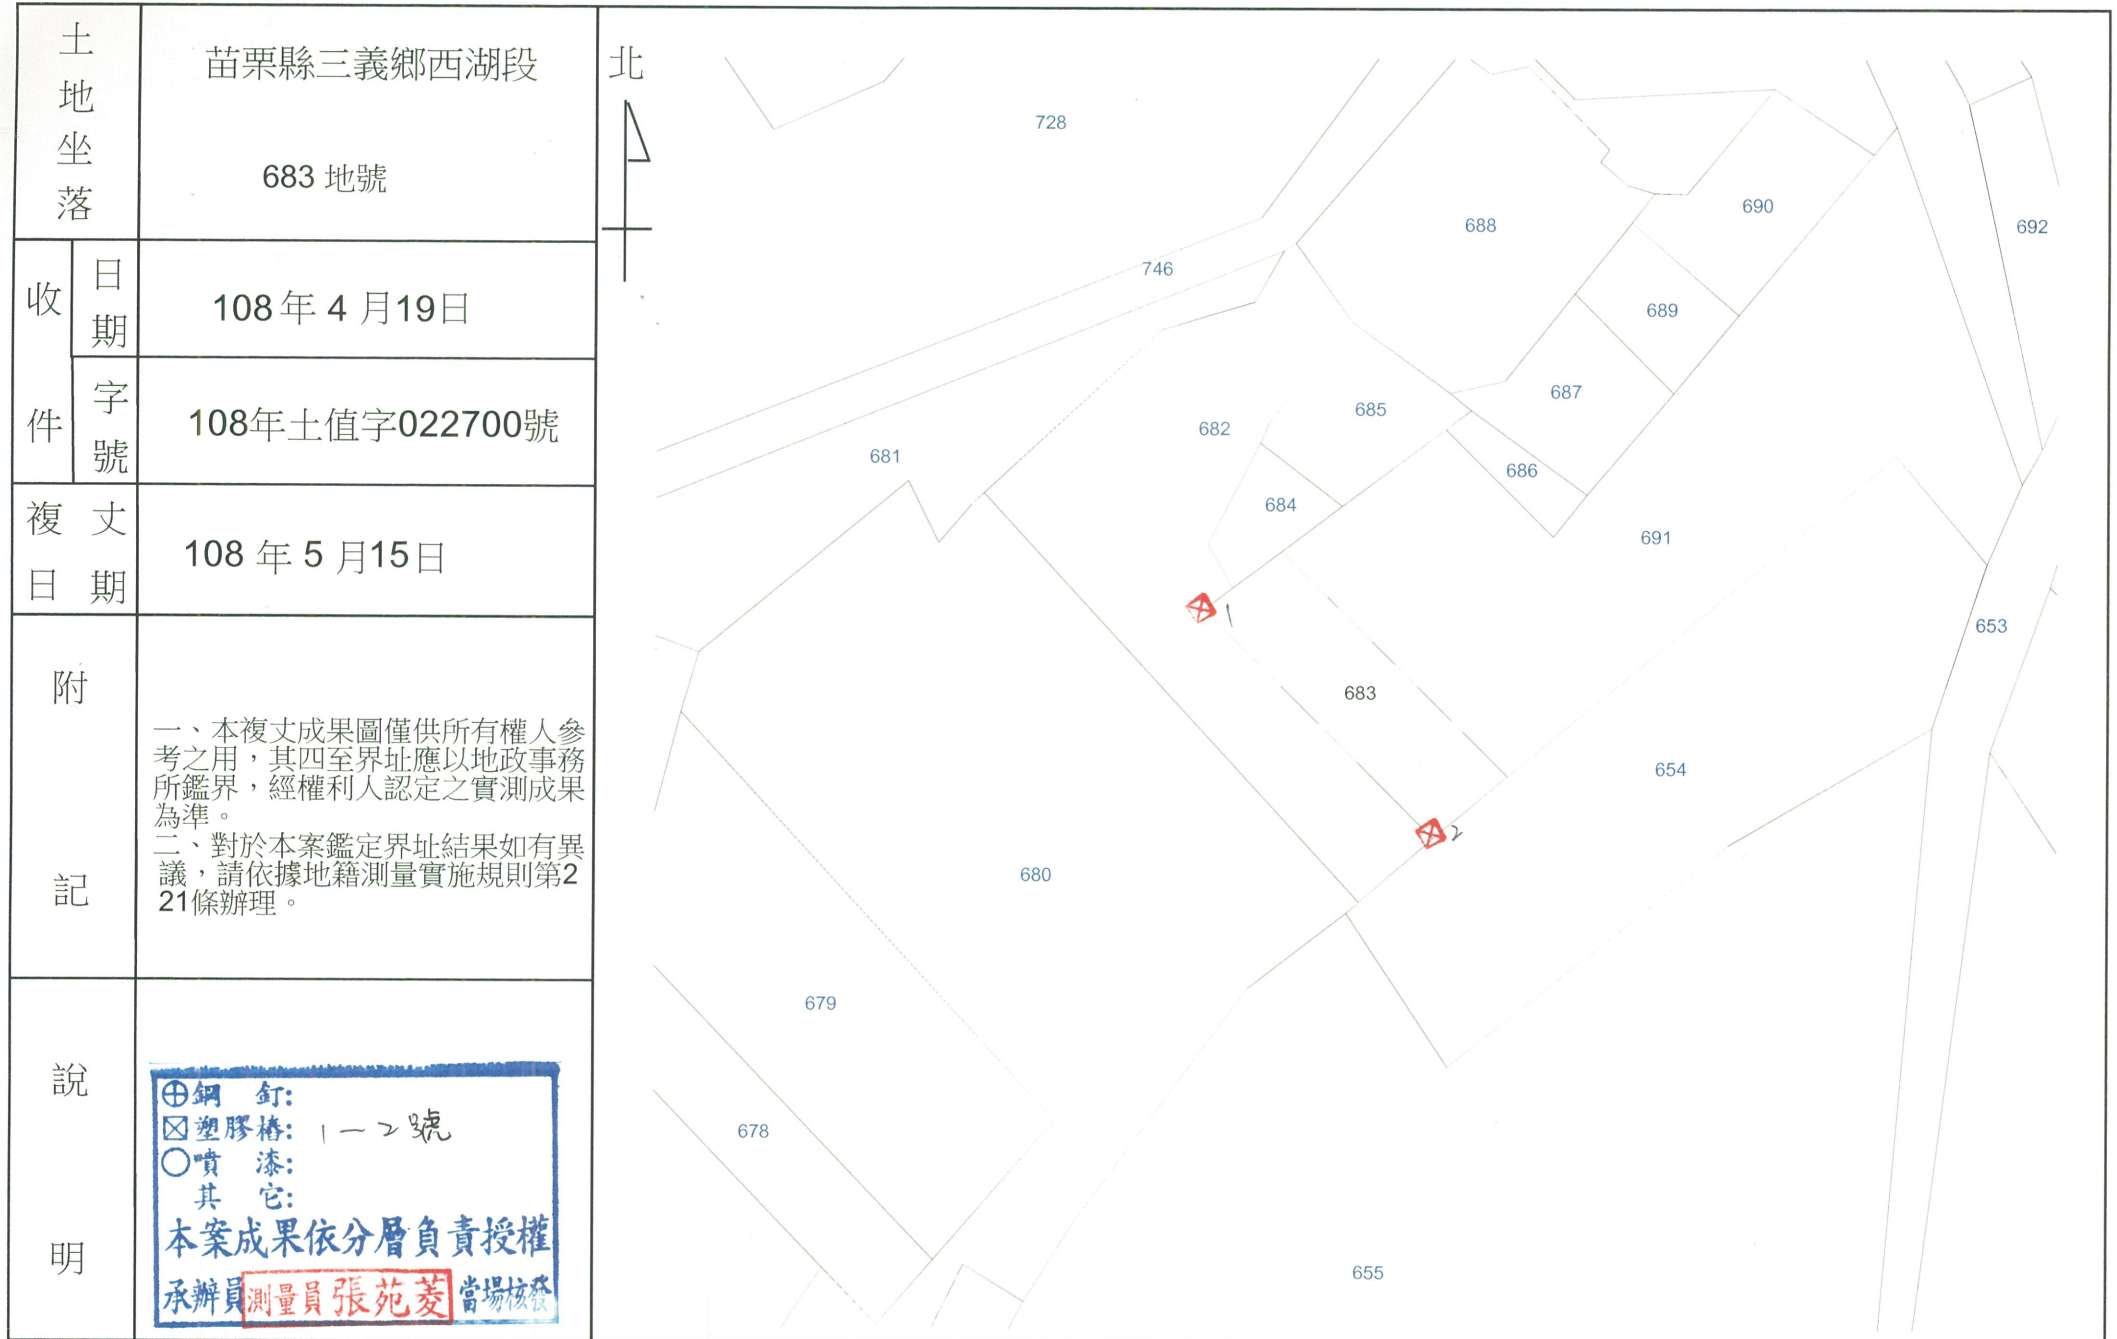 土地坐落
苗栗縣三義鄉西湖段
683 地號
收件
日期
108 年 4 月19日
字號
108年土值字022700號
複丈日期
108 年 5 月15日
附記
一、本複丈成果圖僅供所有權人參
考之用，其四至界址應以地政事務
所鑑界，經權利人認定之實測成果
為準。
二、對於本案鑑定界址結果如有異
議，請依據地籍測量實施規則第2
21條辦理。
說明
鋼 釘:
塑膠樁: 1一2號
噴 漆:
其 它:
本案成果依分層負責授權
承辦員 測量員 張苑菱 當場核發
北
728
688
690
692
746
689
687
685
682
681
686
684
691
1
653
683
654
2
680
679
678
655